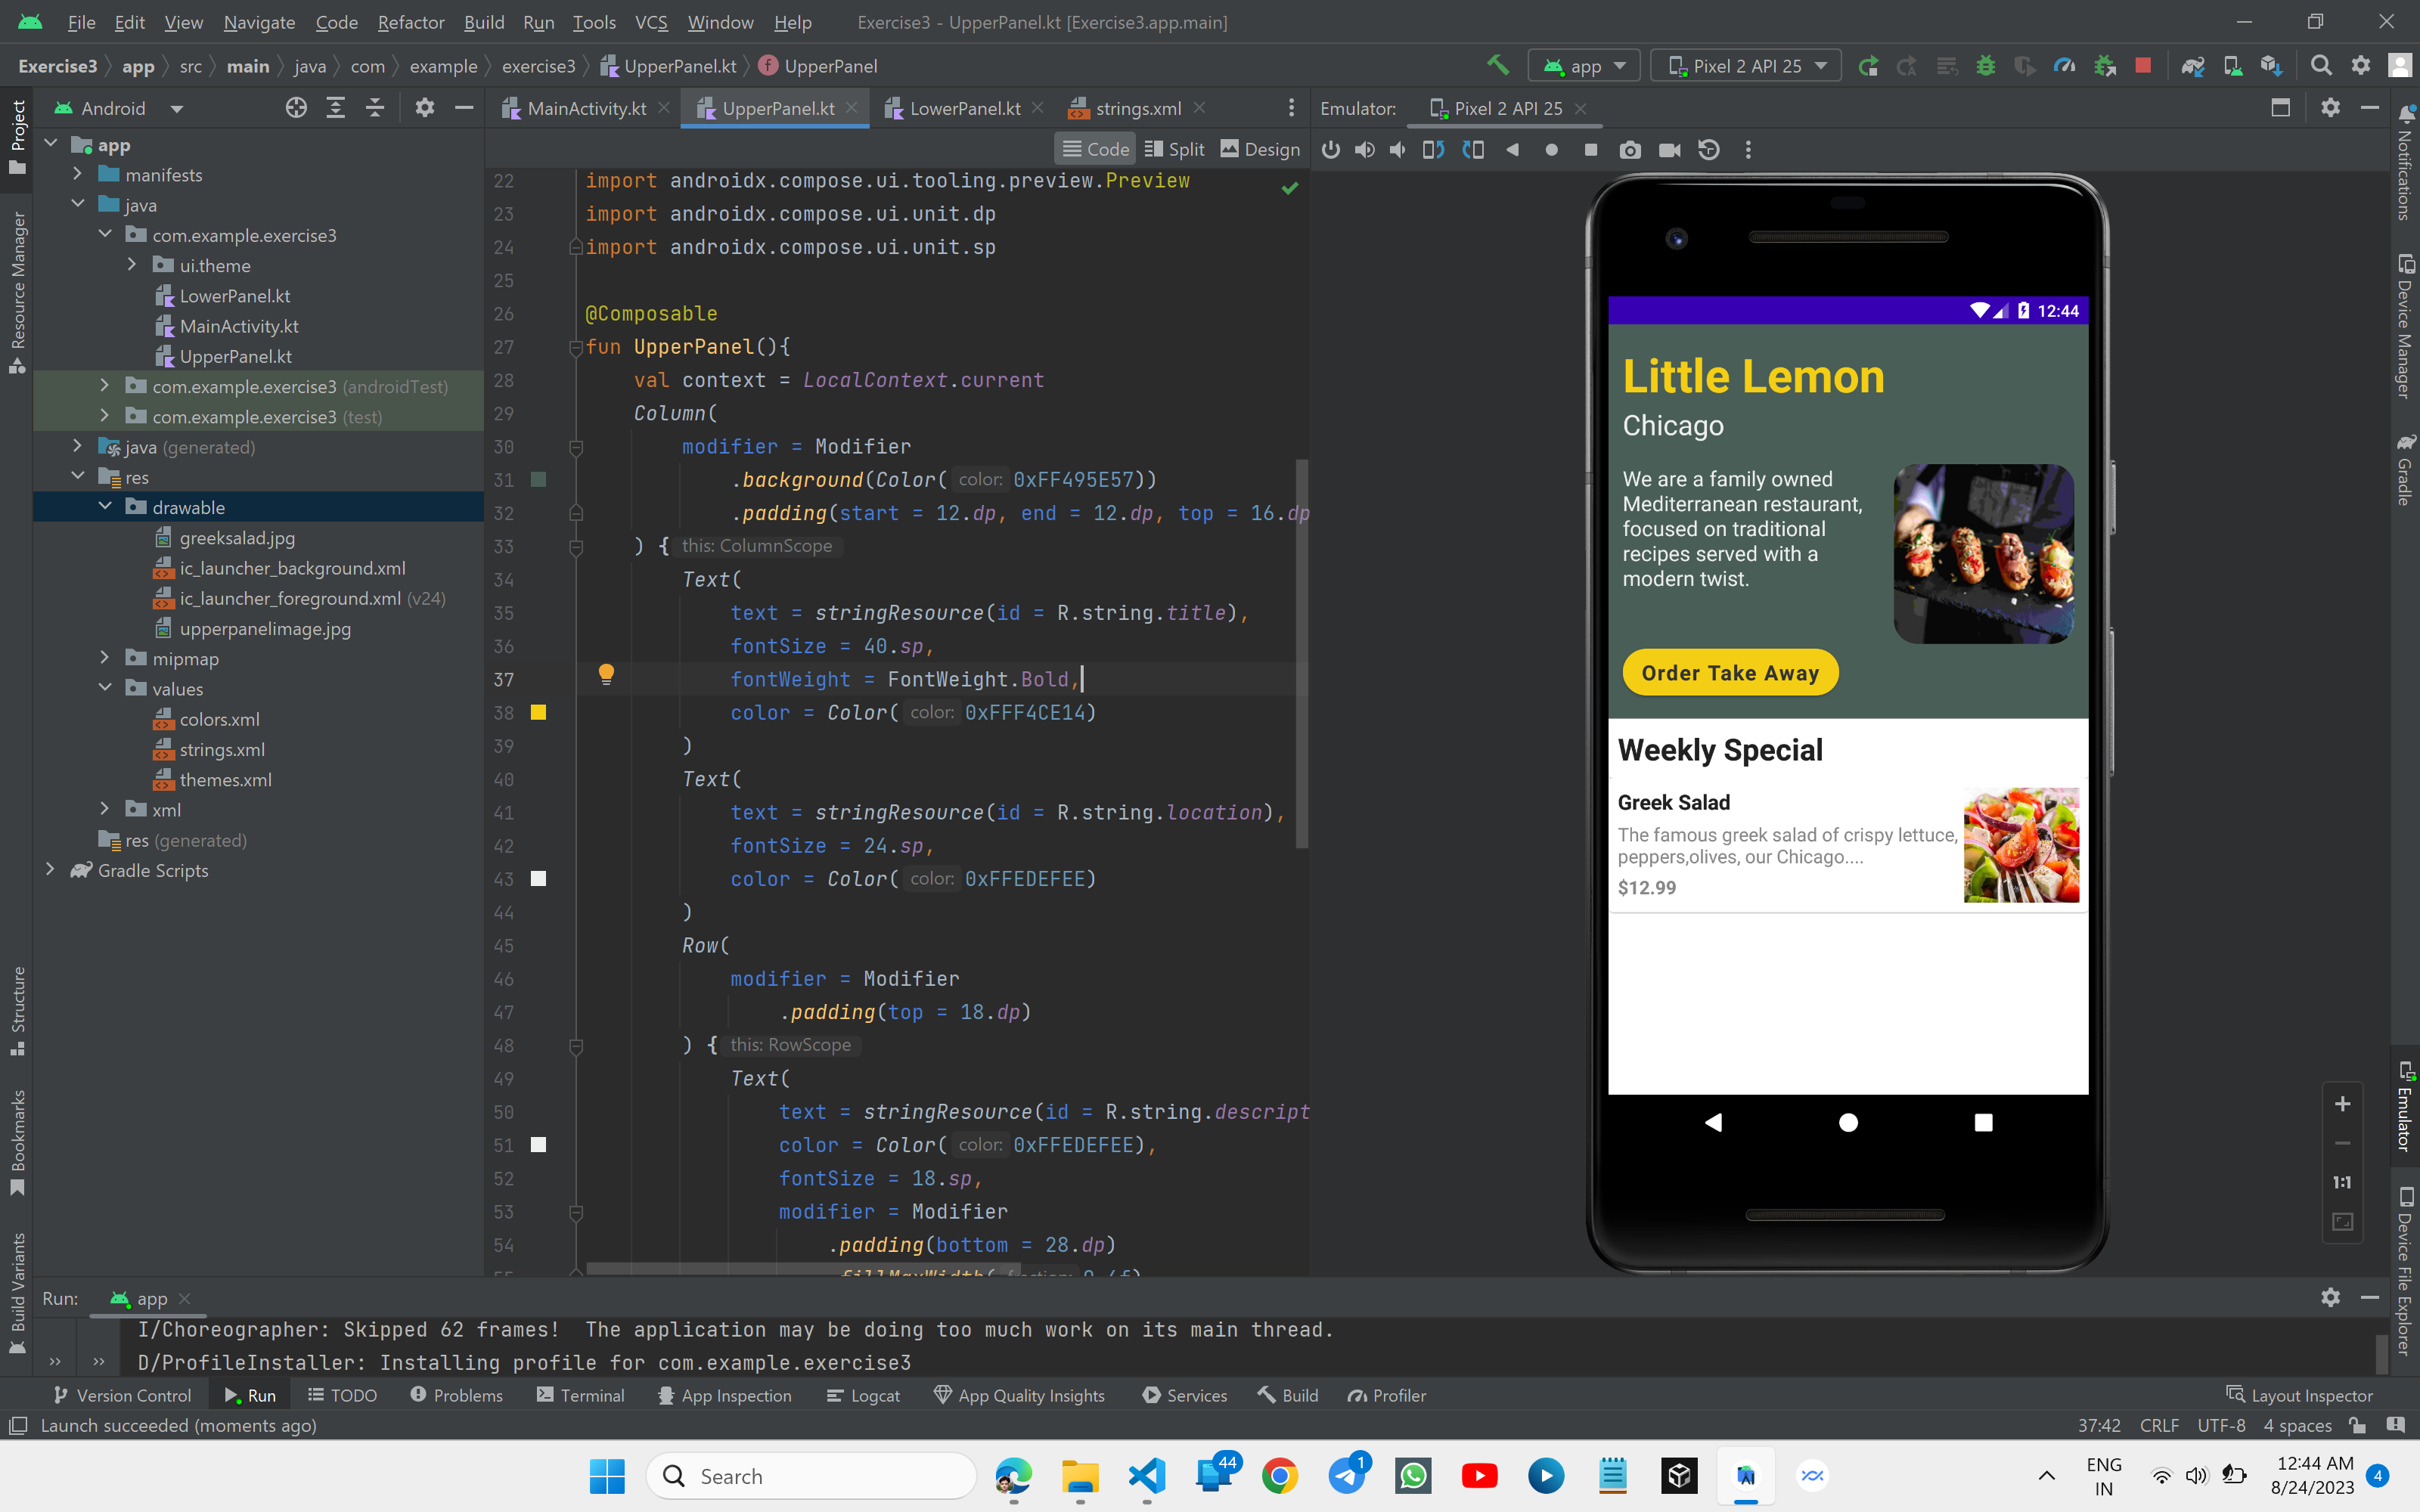 File Edit View Navigate Code Refactor Build Run Tools VCS Window Help Exercise3 - UpperPanel.kt [Exercise3.app.main]
Exercise3 app src main java com example exercise3 UpperPanel.kt UpperPanel app Pixel 2 API 25
Project
Resource Manager
Structure
Bookmarks
Build Variants
Android
app
manifests
java
com.example.exercise3
ui.theme
LowerPanel.kt
MainActivity.kt
UpperPanel.kt
com.example.exercise3 (androidTest)
com.example.exercise3 (test)
java (generated)
res
drawable
greeksalad.jpg
ic_launcher_background.xml
ic_launcher_foreground.xml (v24)
upperpanelimage.jpg
mipmap
values
colors.xml
strings.xml
themes.xml
xml
res (generated)
Gradle Scripts
MainActivity.kt UpperPanel.kt LowerPanel.kt strings.xml
Code Split Design
22 import androidx.compose.ui.tooling.preview.Preview
23 import androidx.compose.ui.unit.dp
24 import androidx.compose.ui.unit.sp
25
26 @Composable
27 fun UpperPanel(){
28 val context = LocalContext.current
29 Column(
30 modifier = Modifier
31 .background(Color( color: 0xFF495E57))
32 .padding(start = 12.dp, end = 12.dp, top = 16.dp
33 ) { this: ColumnScope
34 Text(
35 text = stringResource(id = R.string.title),
36 fontSize = 40.sp,
37 fontWeight = FontWeight.Bold,
38 color = Color( color: 0xFFF4CE14)
39 )
40 Text(
41 text = stringResource(id = R.string.location),
42 fontSize = 24.sp,
43 color = Color( color: 0xFFEDEFEE)
44 )
45 Row(
46 modifier = Modifier
47 .padding(top = 18.dp)
48 ) { this: RowScope
49 Text(
50 text = stringResource(id = R.string.descript
51 color = Color( color: 0xFFEDEFEE),
52 fontSize = 18.sp,
53 modifier = Modifier
54 .padding(bottom = 28.dp)
Emulator: Pixel 2 API 25
12:44
Little Lemon
Chicago
We are a family owned
Mediterranean restaurant,
focused on traditional
recipes served with a
modern twist.
Order Take Away
Weekly Special
Greek Salad
The famous greek salad of crispy lettuce,
peppers,olives, our Chicago....
$12.99
1:1
Notifications
Device Manager
Gradle
Emulator
Device File Explorer
Run: app
I/Choreographer: Skipped 62 frames! The application may be doing too much work on its main thread.
D/ProfileInstaller: Installing profile for com.example.exercise3
Version Control Run TODO Problems Terminal App Inspection Logcat App Quality Insights Services Build Profiler Layout Inspector
Launch succeeded (moments ago) 37:42 CRLF UTF-8 4 spaces
Search 44 1 ENG IN 12:44 AM 8/24/2023 4